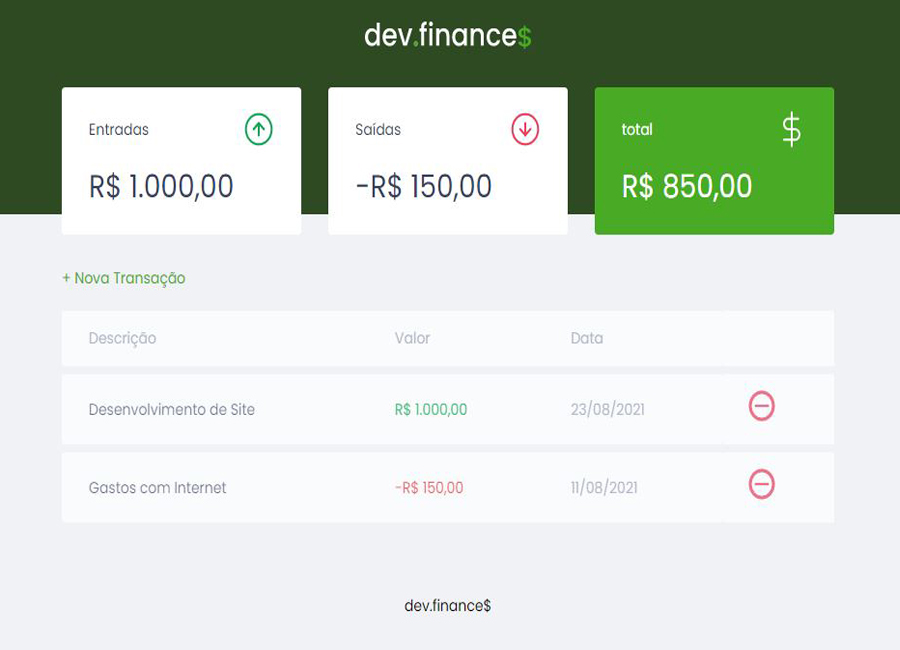 dev.finance$
Entradas
R$ 1.000,00
Saídas
-R$ 150,00
total
$
R$ 850,00
+ Nova Transação
Descrição Valor Data
Desenvolvimento de Site R$ 1.000,00 23/08/2021
Gastos com Internet -R$ 150,00 11/08/2021
dev.finance$